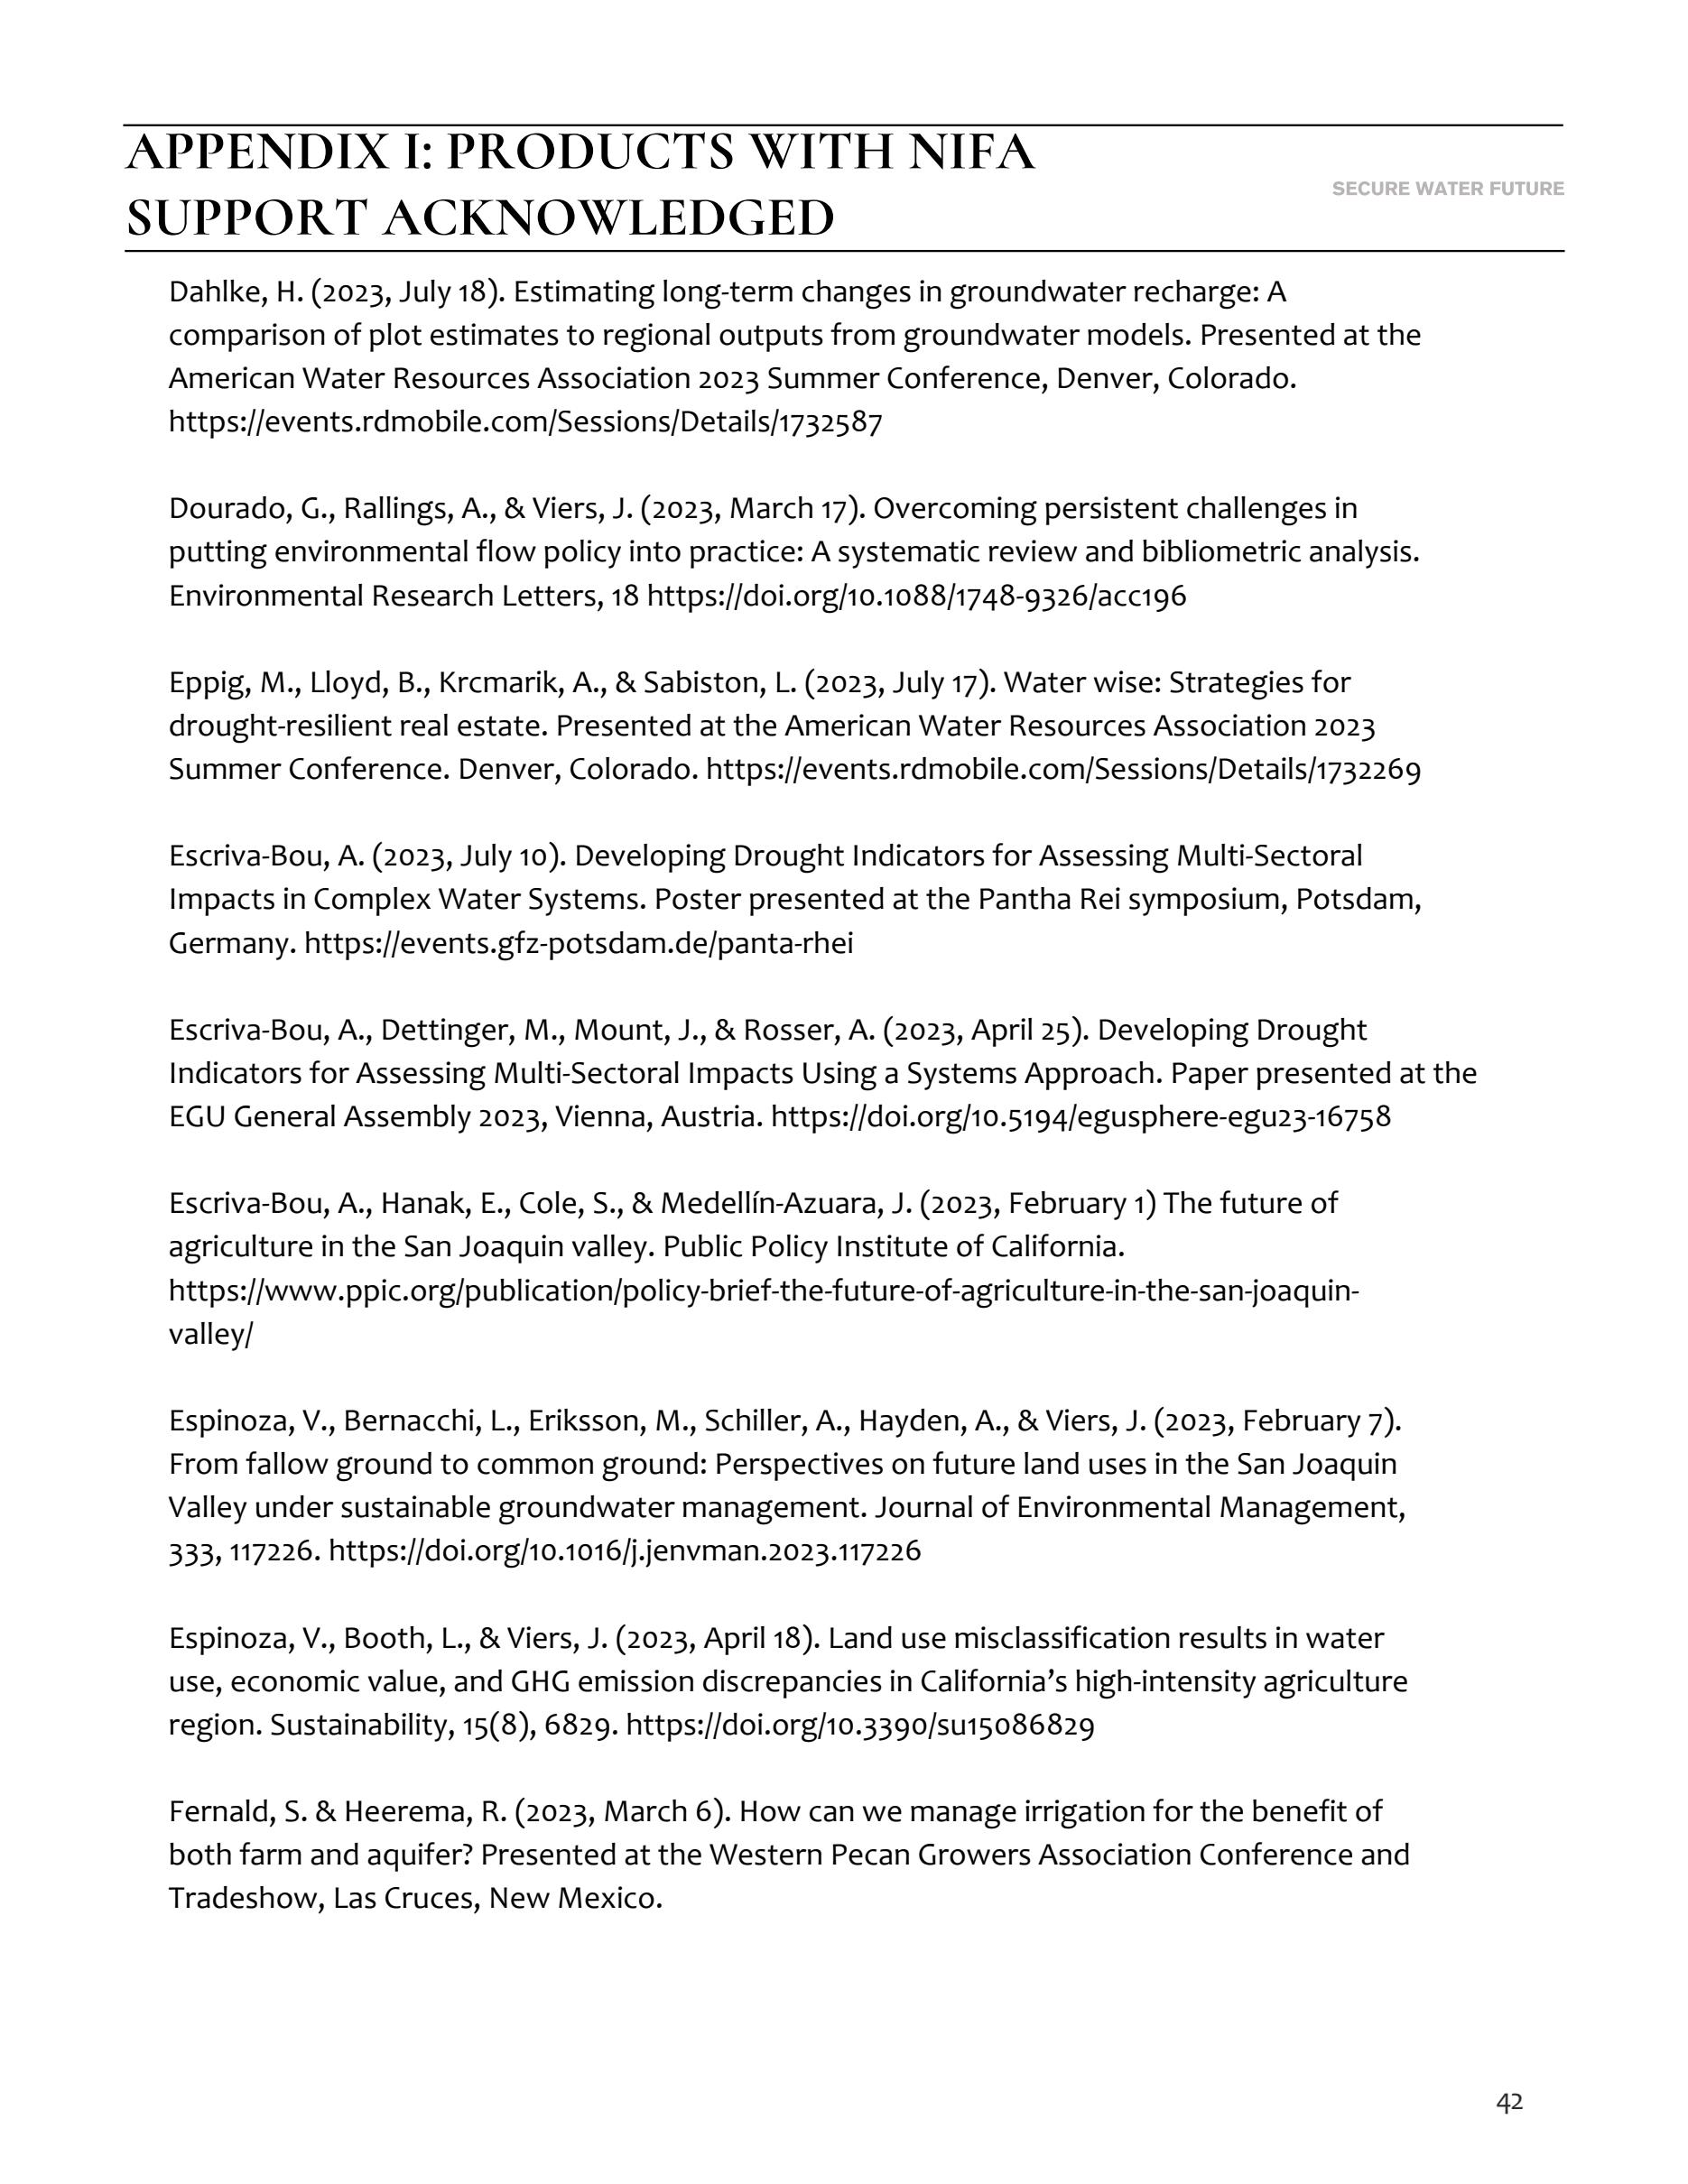 APPENDIX I: PRODUCTS WITH NIFA
SUPPORT ACKNOWLEDGED
SECURE WATER FUTURE
Dahlke, H. (2023, July 18). Estimating long-term changes in groundwater recharge: A
comparison of plot estimates to regional outputs from groundwater models. Presented at the
American Water Resources Association 2023 Summer Conference, Denver, Colorado.
https://events.rdmobile.com/Sessions/Details/1732587
Dourado, G., Rallings, A., & Viers, J. (2023, March 17). Overcoming persistent challenges in
putting environmental flow policy into practice: A systematic review and bibliometric analysis.
Environmental Research Letters, 18 https://doi.org/10.1088/1748-9326/acc196
Eppig, M., Lloyd, B., Krcmarik, A., & Sabiston, L. (2023, July 17). Water wise: Strategies for
drought-resilient real estate. Presented at the American Water Resources Association 2023
Summer Conference. Denver, Colorado. https://events.rdmobile.com/Sessions/Details/1732269
Escriva-Bou, A. (2023, July 10). Developing Drought Indicators for Assessing Multi-Sectoral
Impacts in Complex Water Systems. Poster presented at the Pantha Rei symposium, Potsdam,
Germany. https://events.gfz-potsdam.de/panta-rhei
Escriva-Bou, A., Dettinger, M., Mount, J., & Rosser, A. (2023, April 25). Developing Drought
Indicators for Assessing Multi-Sectoral Impacts Using a Systems Approach. Paper presented at the
EGU General Assembly 2023, Vienna, Austria. https://doi.org/10.5194/egusphere-egu23-16758
Escriva-Bou, A., Hanak, E., Cole, S., & Medellín-Azuara, J. (2023, February 1) The future of
agriculture in the San Joaquin valley. Public Policy Institute of California.
https://www.ppic.org/publication/policy-brief-the-future-of-agriculture-in-the-san-joaquin-
valley/
Espinoza, V., Bernacchi, L., Eriksson, M., Schiller, A., Hayden, A., & Viers, J. (2023, February 7).
From fallow ground to common ground: Perspectives on future land uses in the San Joaquin
Valley under sustainable groundwater management. Journal of Environmental Management,
333, 117226. https://doi.org/10.1016/j.jenvman.2023.117226
Espinoza, V., Booth, L., & Viers, J. (2023, April 18). Land use misclassification results in water
use, economic value, and GHG emission discrepancies in California’s high-intensity agriculture
region. Sustainability, 15(8), 6829. https://doi.org/10.3390/su15086829
Fernald, S. & Heerema, R. (2023, March 6). How can we manage irrigation for the benefit of
both farm and aquifer? Presented at the Western Pecan Growers Association Conference and
Tradeshow, Las Cruces, New Mexico.
42